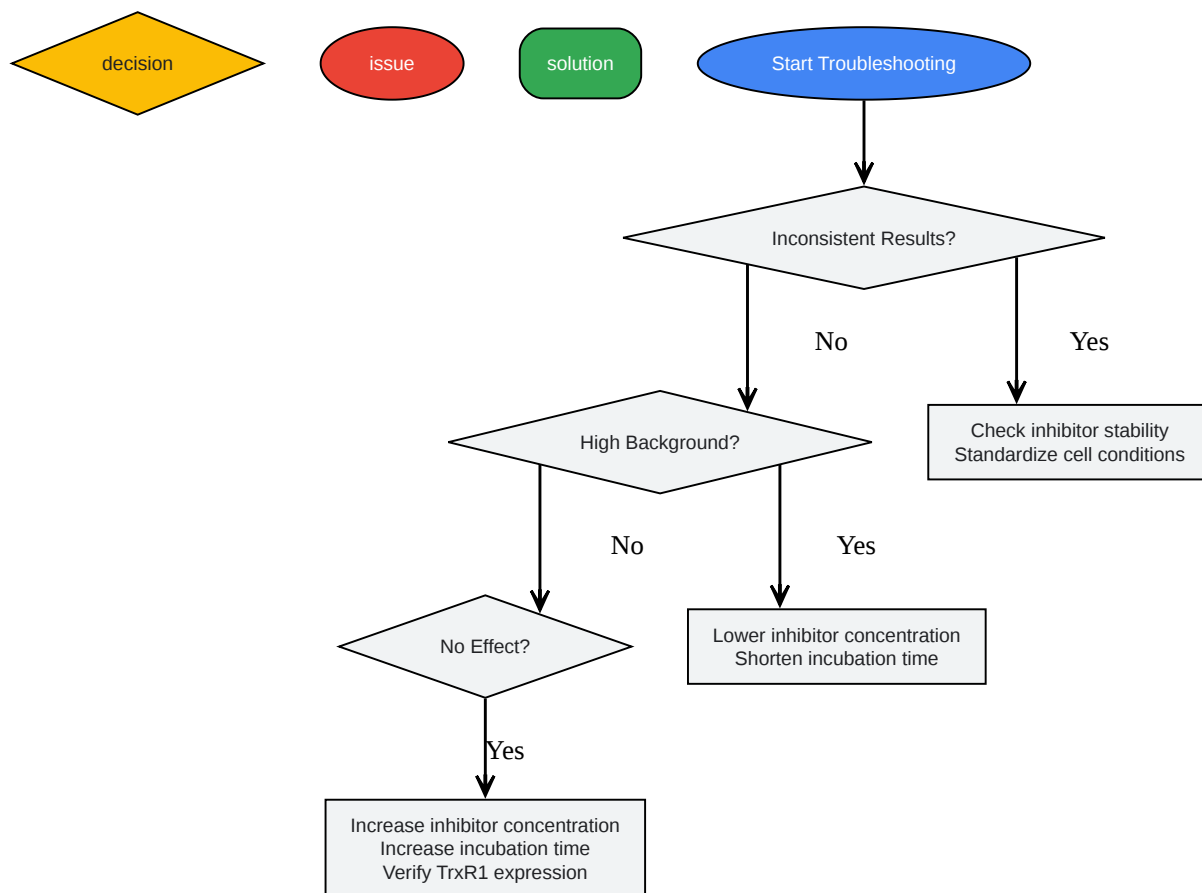 decision
issue
solution
Start Troubleshooting
Inconsistent Results?
No
Yes
Check inhibitor stability
Standardize cell conditions
High Background?
No
Yes
Lower inhibitor concentration
Shorten incubation time
No Effect?
Yes
Increase inhibitor concentration
Increase incubation time
Verify TrxR1 expression